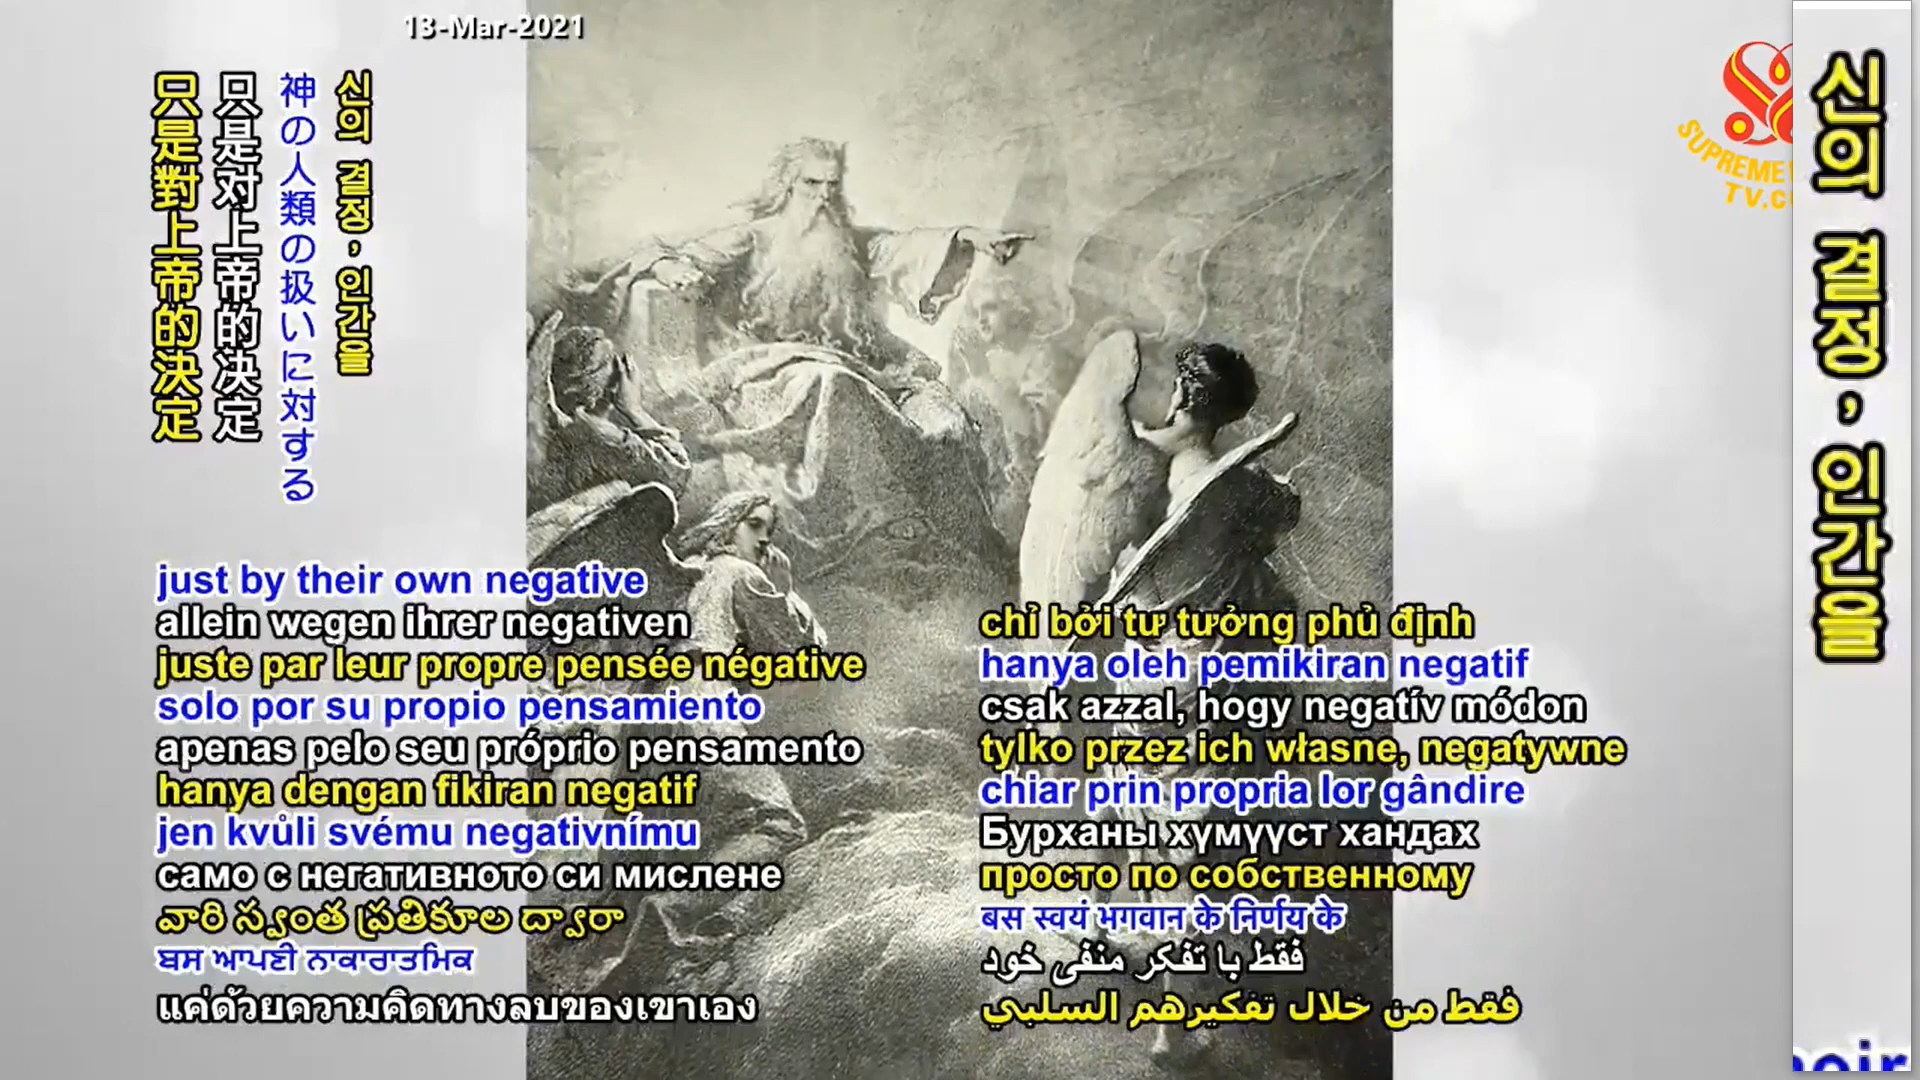 13-Mar-2021
신의 결정, 인간을
神の人類の扱いに対する
只是对上帝的决定
只是對上帝的決定
SUPREME
TV.C
신의 결정, 인간을
just by their own negative
allein wegen ihrer negativen
juste par leur propre pensée négative
solo por su propio pensamiento
apenas pelo seu próprio pensamento
hanya dengan fikiran negatif
jen kvůli svému negativnímu
само с негативното си мислене
వారి స్వంత ప్రతికూల ద్వారా
ਬਸ ਆਪਣੀ ਨਾਕਾਰਾਤਮਿਕ
แค่ด้วยความคิดทางลบของเขาเอง
chỉ bởi tư tưởng phủ định
hanya oleh pemikiran negatif
csak azzal, hogy negatív módon
tylko przez ich własne, negatywne
chiar prin propria lor gândire
Бурханы хүмүүст хандах
просто по собственному
बस स्वयं भगवान के निर्णय के
فقط با تفکر منفی خود
فقط من خلال تفكيرهم السلبي